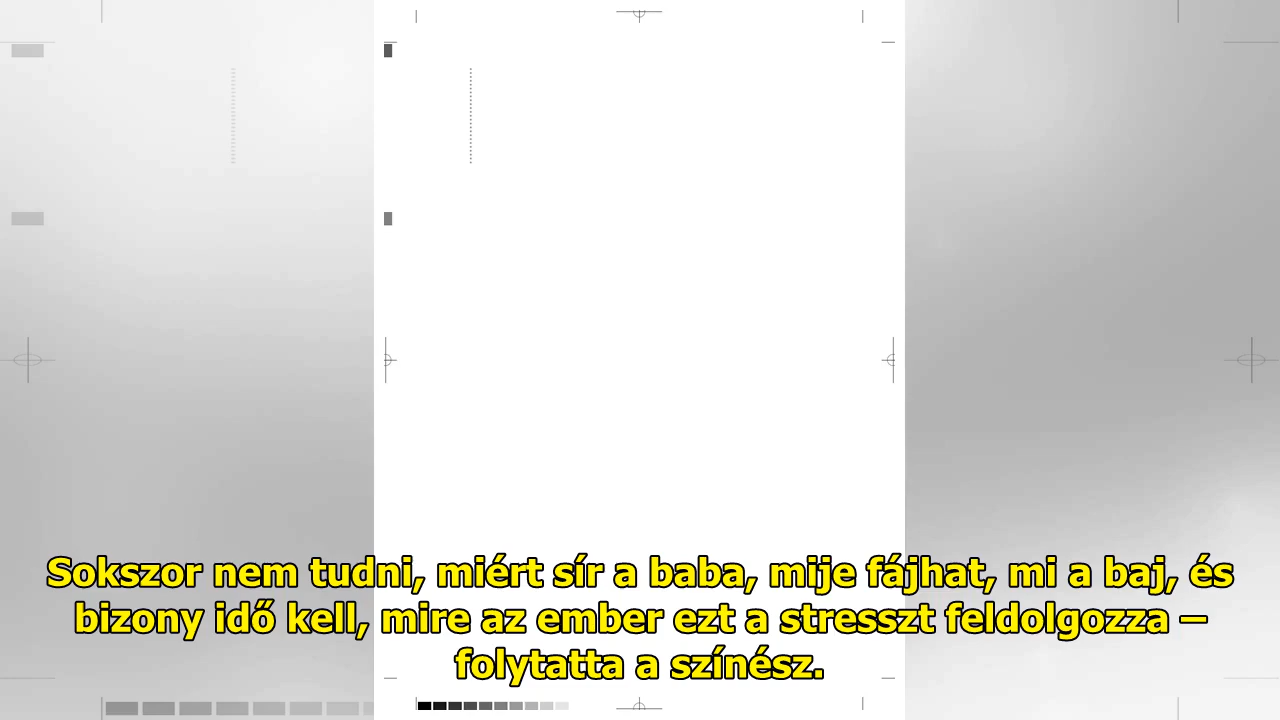 Sokszor nem tudni, miért sír a baba, mije fájhat, mi a baj, és
bizony idő kell, mire az ember ezt a stresszt feldolgozza –
folytatta a színész.